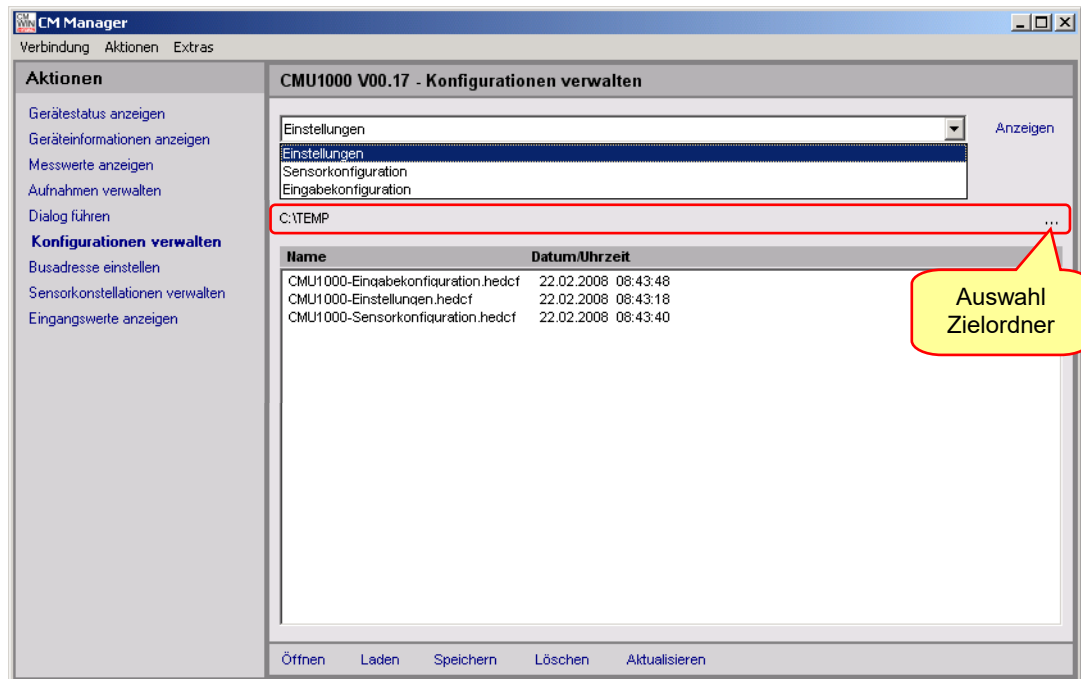 CM Manager
Verbindung Aktionen Extras
Aktionen
Gerätestatus anzeigen
Geräteinformationen anzeigen
Messwerte anzeigen
Aufnahmen verwalten
Dialog führen
Konfigurationen verwalten
Busadresse einstellen
Sensorkonstellationen verwalten
Eingangswerte anzeigen
CMU1000 V00.17 - Konfigurationen verwalten
Einstellungen Anzeigen
Einstellungen
Sensorkonfiguration
Eingabekonfiguration
C:\TEMP ...
Name Datum/Uhrzeit
CMU1000-Eingabekonfiguration.hedcf 22.02.2008 08:43:48
CMU1000-Einstellungen.hedcf 22.02.2008 08:43:18
CMU1000-Sensorkonfiguration.hedcf 22.02.2008 08:43:40
Auswahl
Zielordner
Öffnen Laden Speichern Löschen Aktualisieren